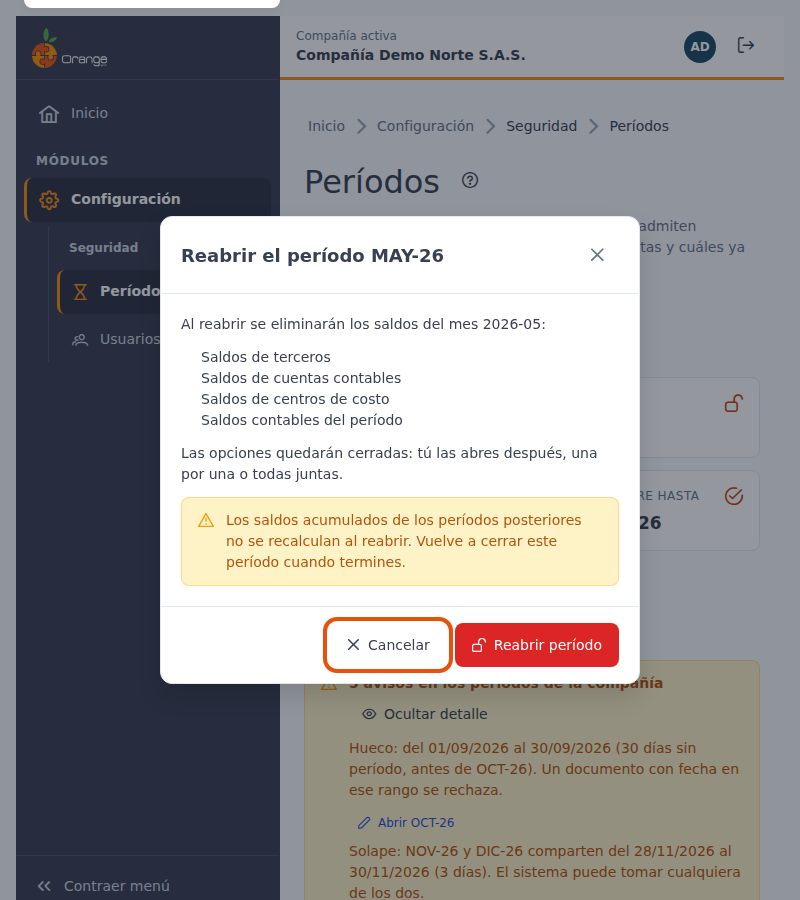 Orange
Compañía activa
Compañía Demo Norte S.A.S.
AD
Inicio
MÓDULOS
Configuración
Seguridad
Usuarios
Contraer menú
Inicio
Configuración
Seguridad
Períodos
Períodos
admiten
y cuáles ya
Reabrir el período MAY-26
Al reabrir se eliminarán los saldos del mes 2026-05:
Saldos de terceros
Saldos de cuentas contables
Saldos de centros de costo
Saldos contables del período
Las opciones quedarán cerradas: tú las abres después, una
por una o todas juntas.
Los saldos acumulados de los períodos posteriores
no se recalculan al reabrir. Vuelve a cerrar este
período cuando termines.
Cancelar
Reabrir período
HASTA
26
avisos en los períodos de la compañía
Ocultar detalle
Hueco: del 01/09/2026 al 30/09/2026 (30 días sin
período, antes de OCT-26). Un documento con fecha en
ese rango se rechaza.
Abrir OCT-26
Solape: NOV-26 y DIC-26 comparten del 28/11/2026 al
30/11/2026 (3 días). El sistema puede tomar cualquiera
de los dos.